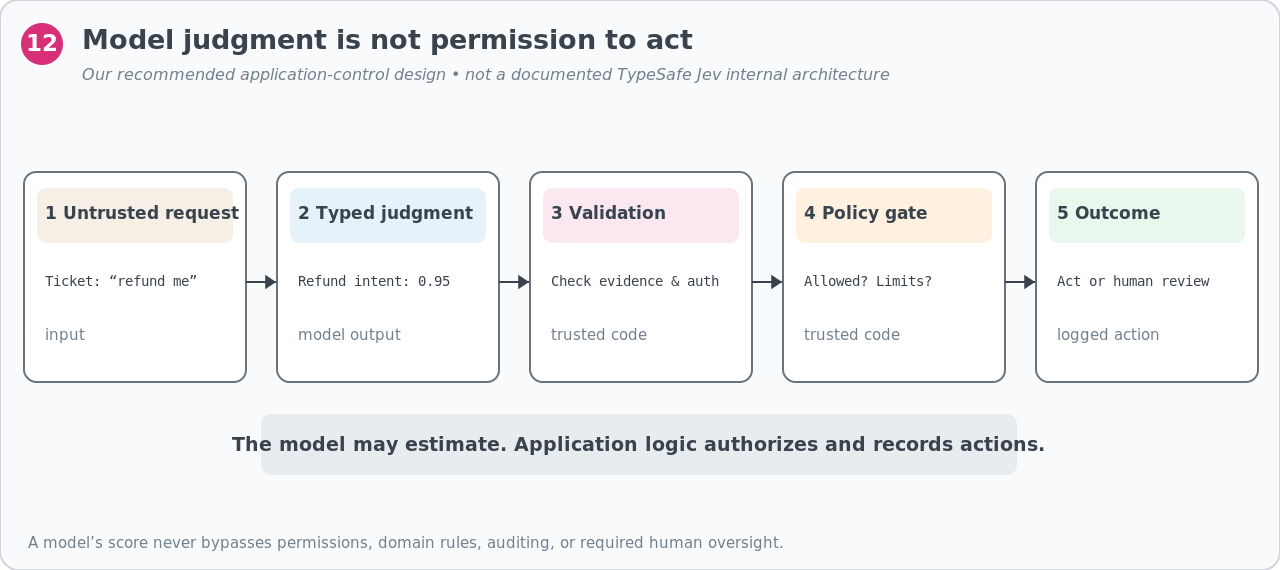 12
Model judgment is not permission to act
Our recommended application-control design • not a documented TypeSafe Jev internal architecture
1 Untrusted request
Ticket: “refund me”
input
2 Typed judgment
Refund intent: 0.95
model output
3 Validation
Check evidence & auth
trusted code
4 Policy gate
Allowed? Limits?
trusted code
5 Outcome
Act or human review
logged action
The model may estimate. Application logic authorizes and records actions.
A model’s score never bypasses permissions, domain rules, auditing, or required human oversight.